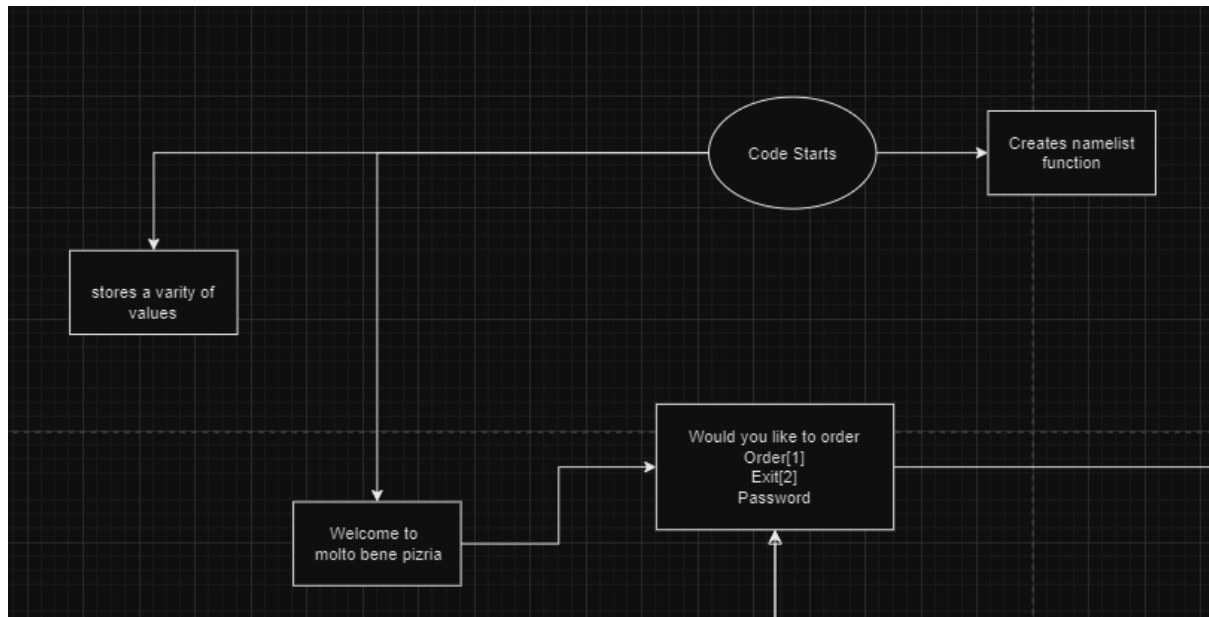 Code Starts
Creates namelist
function
stores a varity of
values
Would you like to order
Order[1]
Exit[2]
Password
Welcome to
molto bene pizria